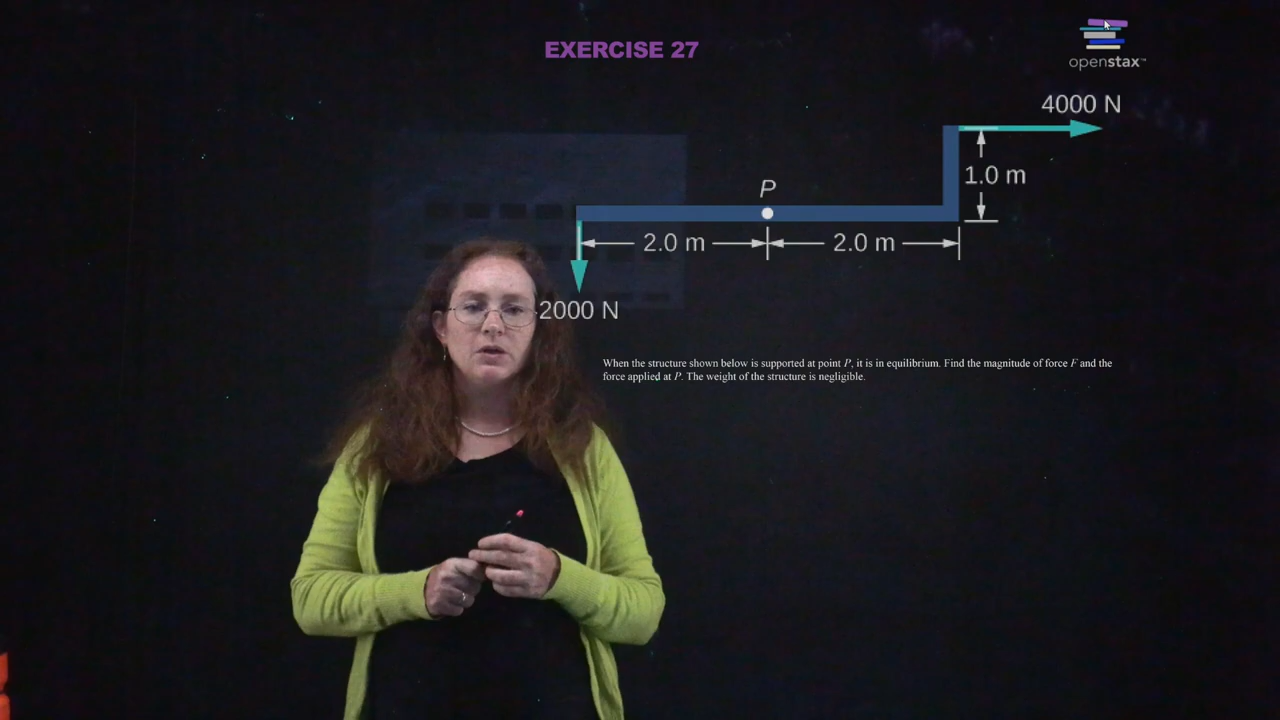 EXERCISE 27
openstax™
4000 N
1.0 m
P
2.0 m
2.0 m
2000 N
When the structure shown below is supported at point P, it is in equilibrium. Find the magnitude of force F and the
force applied at P. The weight of the structure is negligible.